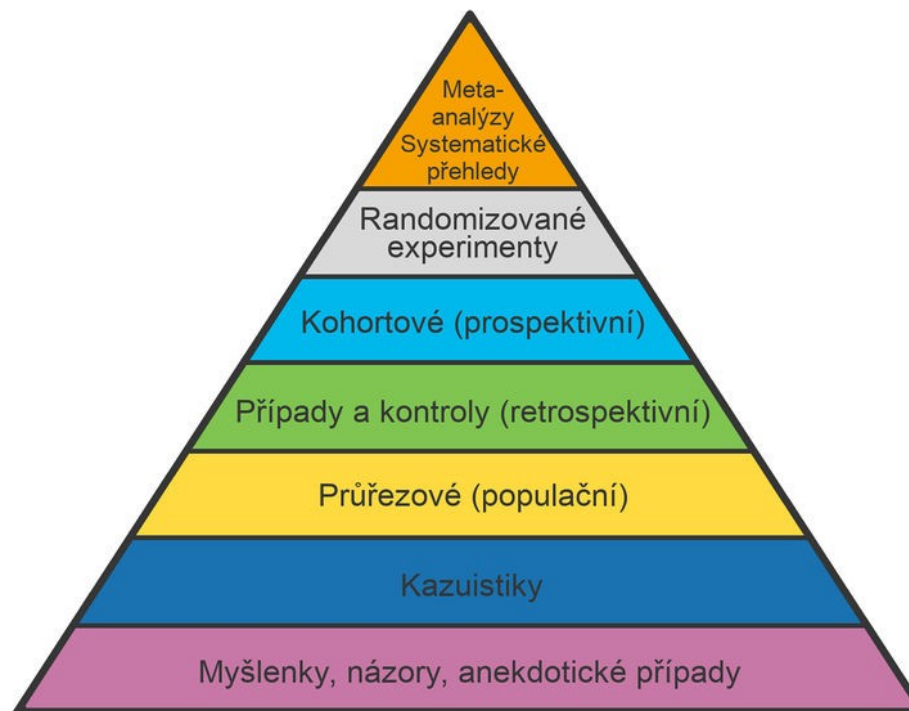 Meta-
analýzy
Systematické
přehledy
Randomizované
experimenty
Kohortové (prospektivní)
Případy a kontroly (retrospektivní)
Průřezové (populační)
Kazuistiky
Myšlenky, názory, anekdotické případy